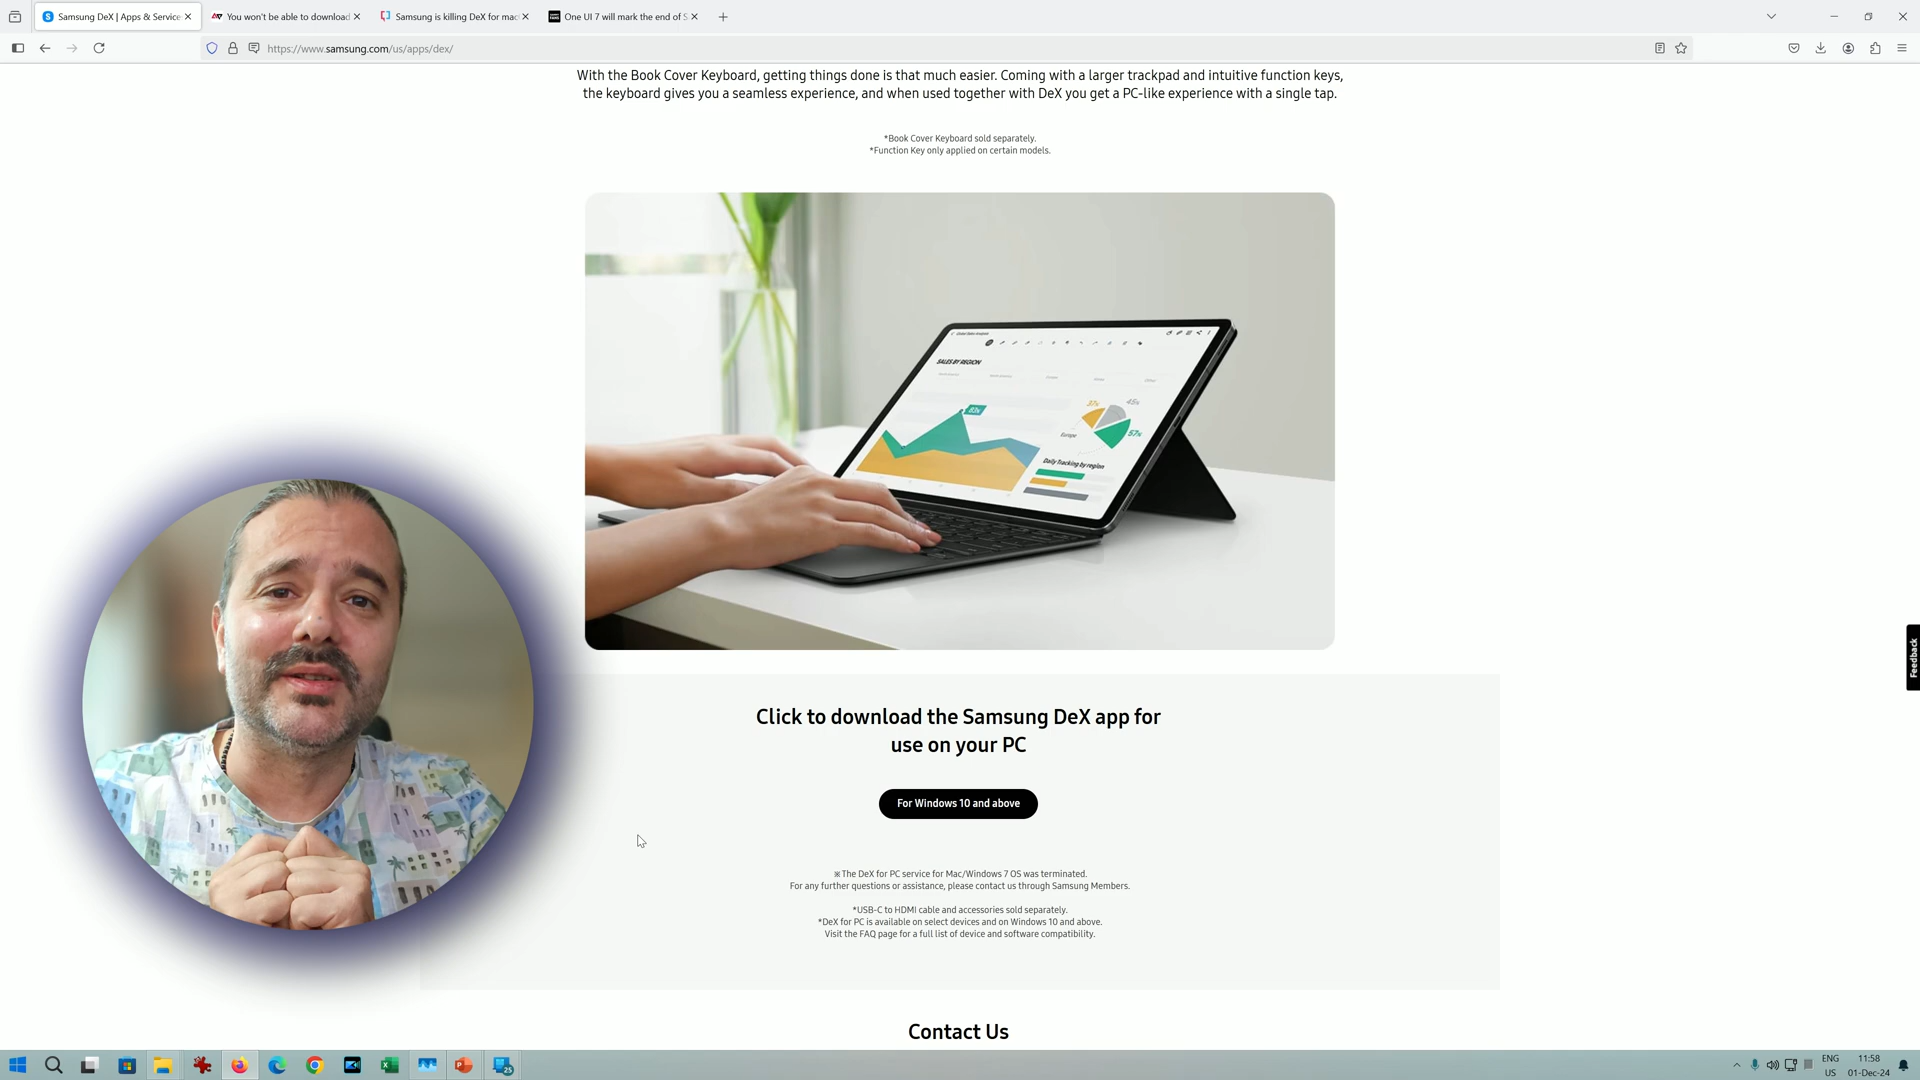 Samsung DeX | Apps & Service
You won't be able to download
Samsung is killing DeX for mac
One UI 7 will mark the end of S
https://www.samsung.com/us/apps/dex/
With the Book Cover Keyboard, getting things done is that much easier. Coming with a larger trackpad and intuitive function keys,
the keyboard gives you a seamless experience, and when used together with DeX you get a PC-like experience with a single tap.
*Book Cover Keyboard sold separately.
*Function Key only applied on certain models.
SALES BY REGION
83%
37%
45%
Europe
57%
Daily Tracking by region
Feedback
Click to download the Samsung DeX app for
use on your PC
For Windows 10 and above
※The DeX for PC service for Mac/Windows 7 OS was terminated.
For any further questions or assistance, please contact us through Samsung Members.
*USB-C to HDMI cable and accessories sold separately.
*DeX for PC is available on select devices and on Windows 10 and above.
Visit the FAQ page for a full list of device and software compatibility.
Contact Us
25
ENG
US
11:58
01-Dec-24